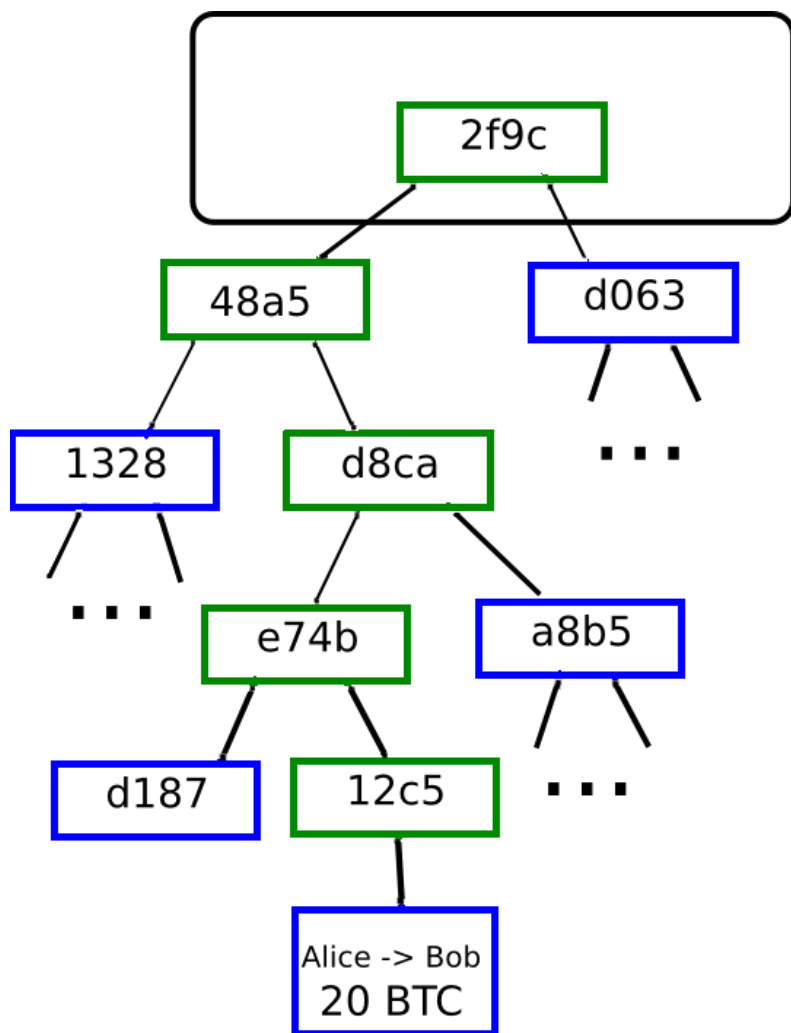 2f9c
48a5
d063
1328
d8ca
...
e74b
a8b5
...
d187
12c5
...
Alice -> Bob
20 BTC